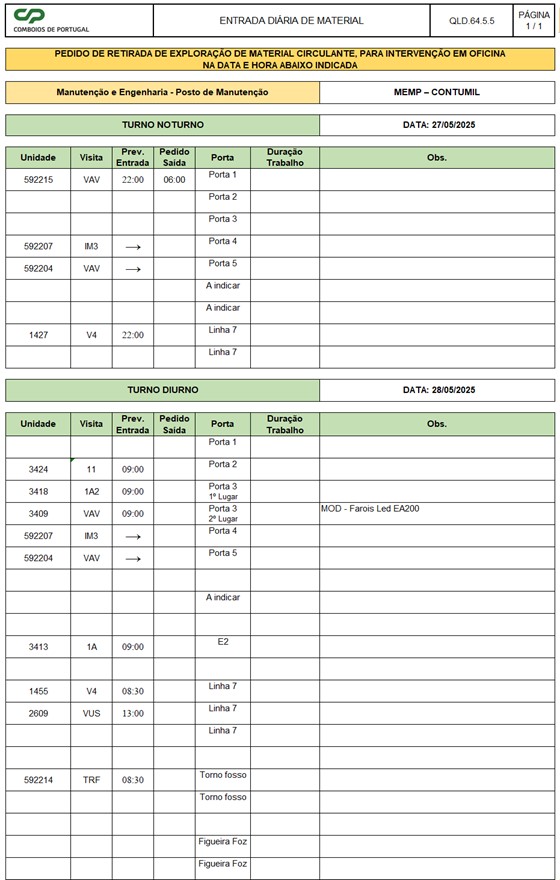 CP
COMBOIOS DE PORTUGAL
ENTRADA DIÁRIA DE MATERIAL
QLD.64.5.5
PÁGINA
1 / 1
PEDIDO DE RETIRADA DE EXPLORAÇÃO DE MATERIAL CIRCULANTE, PARA INTERVENÇÃO EM OFICINA
NA DATA E HORA ABAIXO INDICADA
Manutenção e Engenharia - Posto de Manutenção
MEMP – CONTUMIL
TURNO NOTURNO
DATA: 27/05/2025
Unidade Visita Prev. Entrada Pedido Saída Porta Duração Trabalho Obs.
592215 VAV 22:00 06:00 Porta 1
Porta 2
Porta 3
592207 IM3 → Porta 4
592204 VAV → Porta 5
A indicar
A indicar
1427 V4 22:00 Linha 7
Linha 7
TURNO DIURNO
DATA: 28/05/2025
Unidade Visita Prev. Entrada Pedido Saída Porta Duração Trabalho Obs.
Porta 1
3424 11 09:00 Porta 2
3418 1A2 09:00 Porta 3 1º Lugar
3409 VAV 09:00 Porta 3 2º Lugar MOD - Farois Led EA200
592207 IM3 → Porta 4
592204 VAV → Porta 5
A indicar
3413 1A 09:00 E2
1455 V4 08:30 Linha 7
2609 VUS 13:00 Linha 7
Linha 7
592214 TRF 08:30 Torno fosso
Torno fosso
Figueira Foz
Figueira Foz